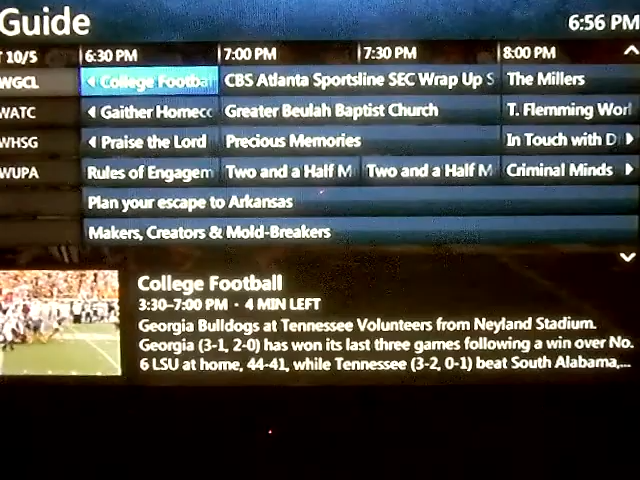 Guide 6:56 PM
T 10/5 6:30 PM 7:00 PM 7:30 PM 8:00 PM
WGCL College Footbal CBS Atlanta Sportsline SEC Wrap Up S The Millers
WATC Gaither Homecc Greater Beulah Baptist Church T. Flemming Worl
WHSG Praise the Lord Precious Memories In Touch with D
WUPA Rules of Engagem Two and a Half M Two and a Half M Criminal Minds
Plan your escape to Arkansas
Makers, Creators & Mold-Breakers
College Football
3:30-7:00 PM • 4 MIN LEFT
Georgia Bulldogs at Tennessee Volunteers from Neyland Stadium.
Georgia (3-1, 2-0) has won its last three games following a win over No.
6 LSU at home, 44-41, while Tennessee (3-2, 0-1) beat South Alabama,...